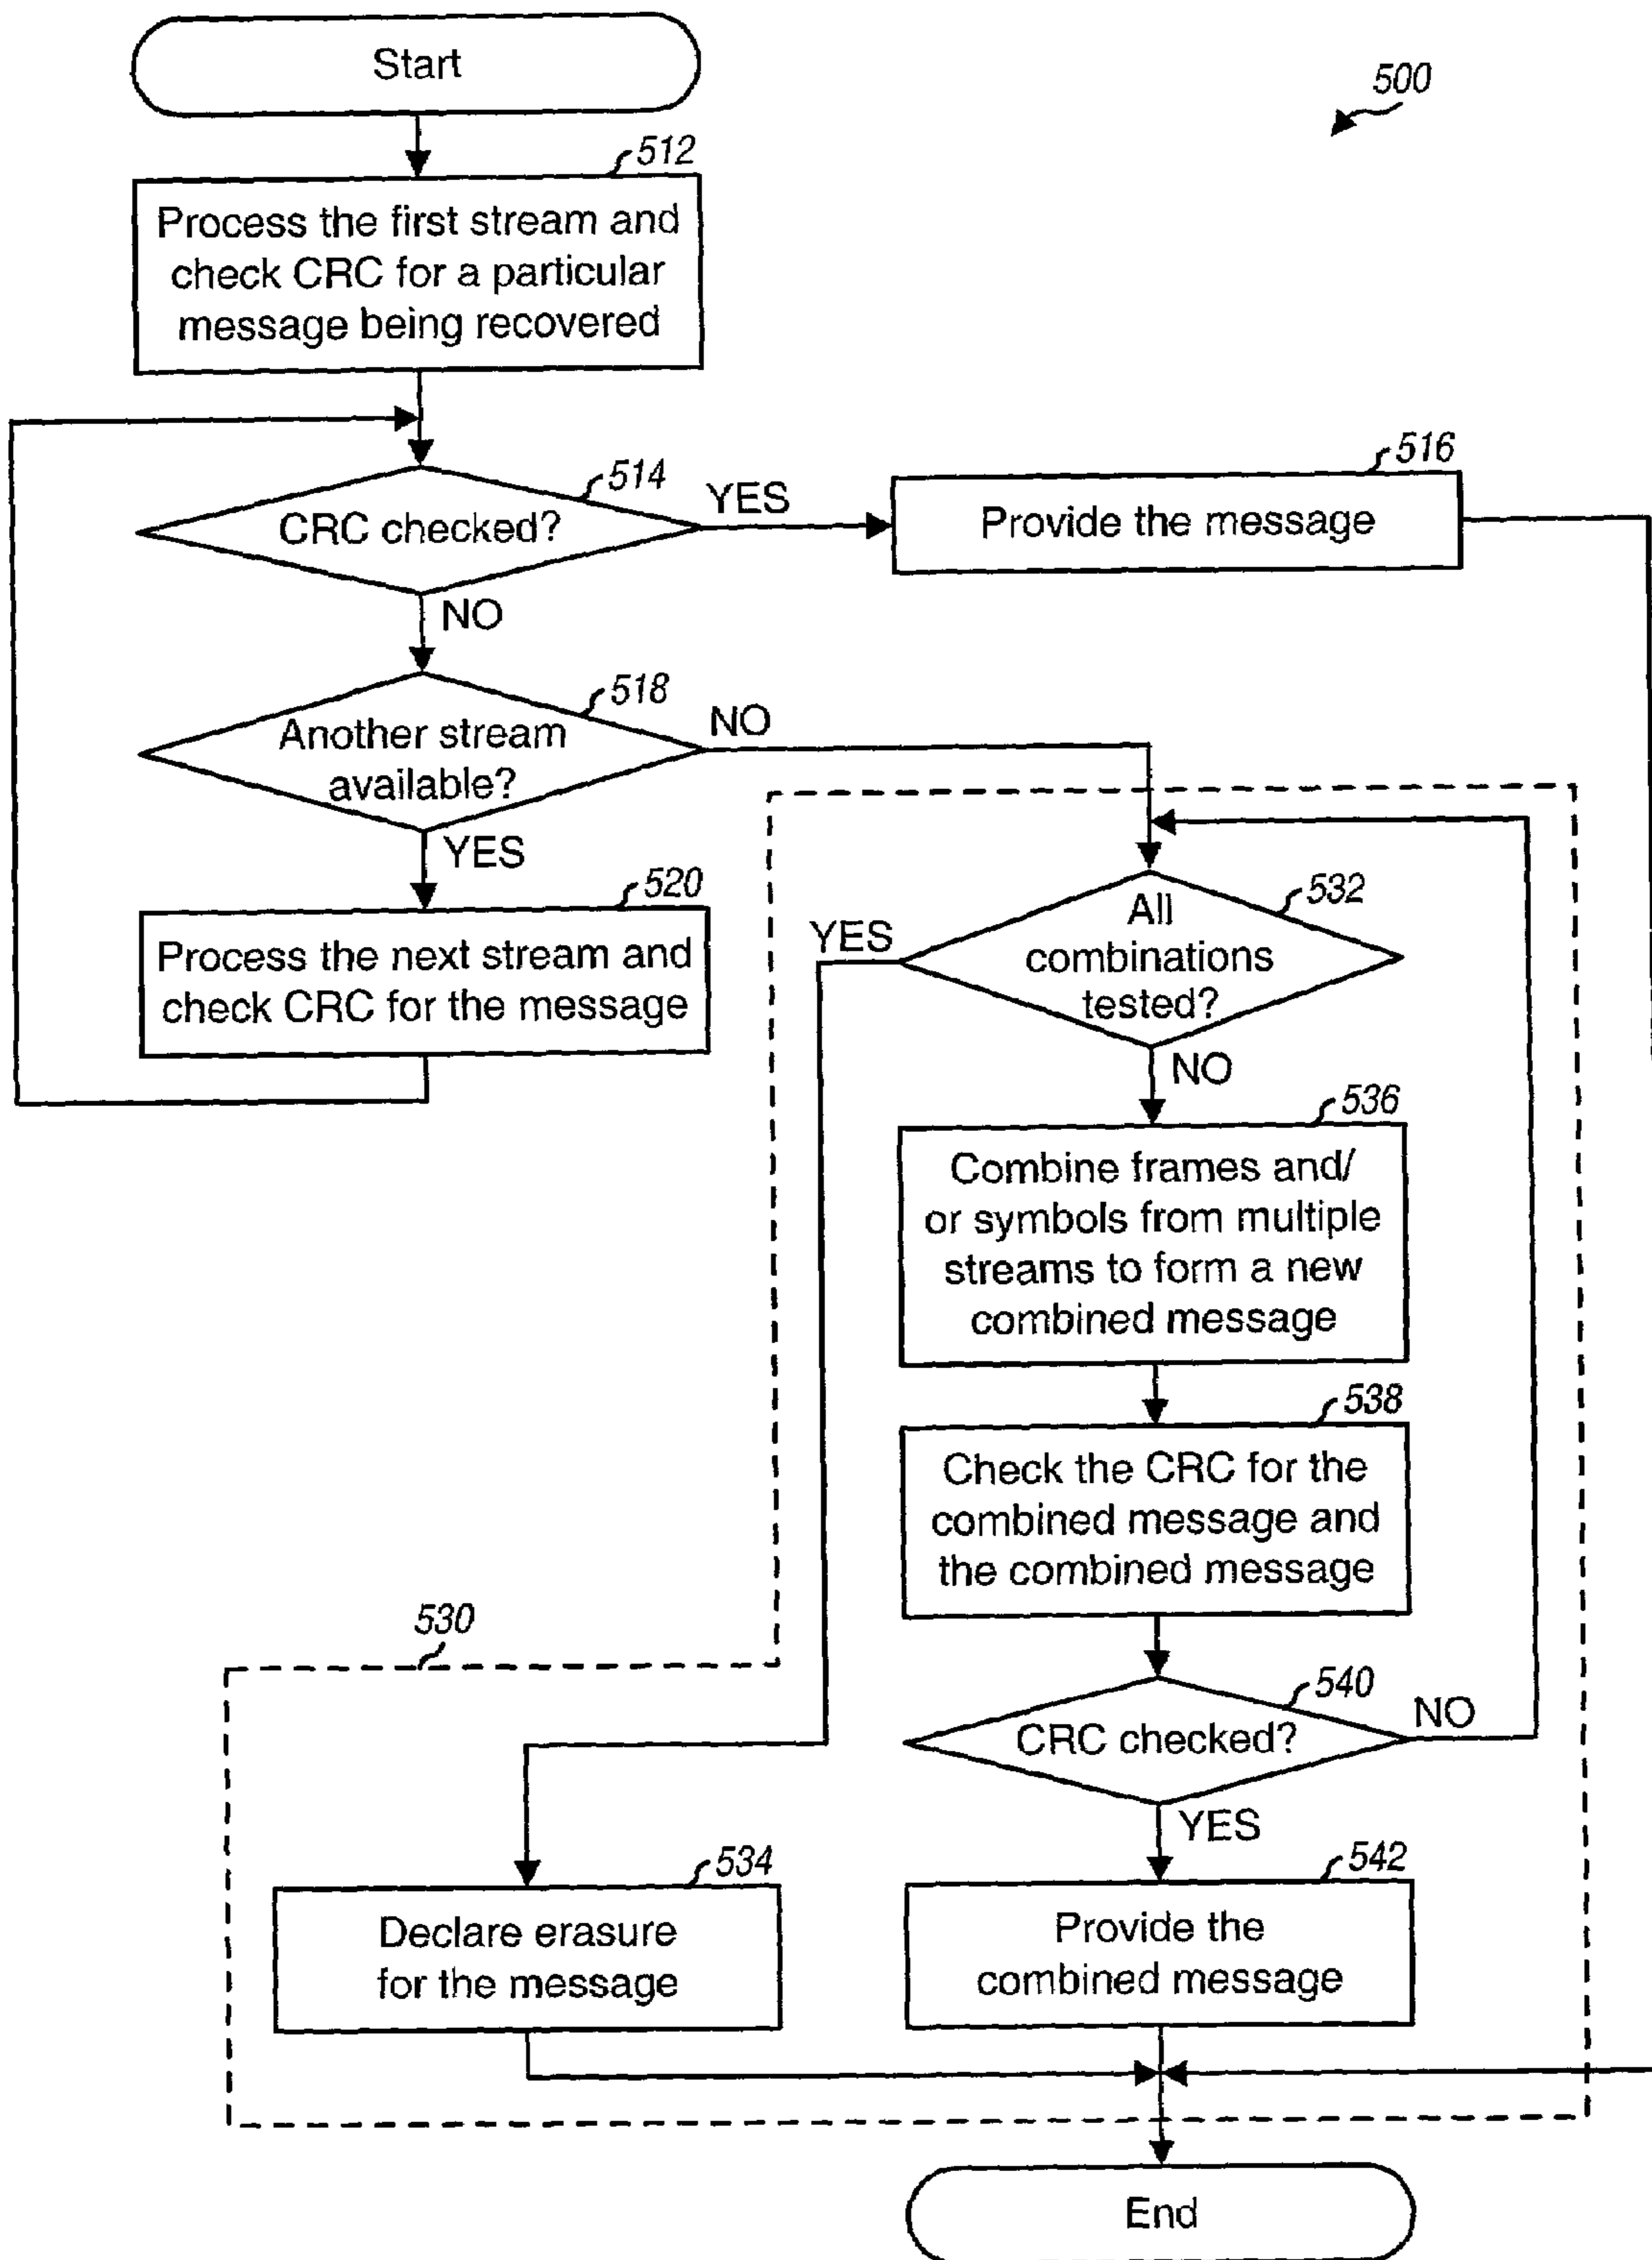 Start
500
512
Process the first stream and
check CRC for a particular
message being recovered
514
CRC checked?
YES
516
Provide the message
NO
518
Another stream
available?
NO
YES
520
Process the next stream and
check CRC for the message
532
All
combinations
tested?
YES
NO
536
Combine frames and/
or symbols from multiple
streams to form a new
combined message
538
Check the CRC for the
combined message and
the combined message
530
540
CRC checked?
NO
YES
534
Declare erasure
for the message
542
Provide the
combined message
End